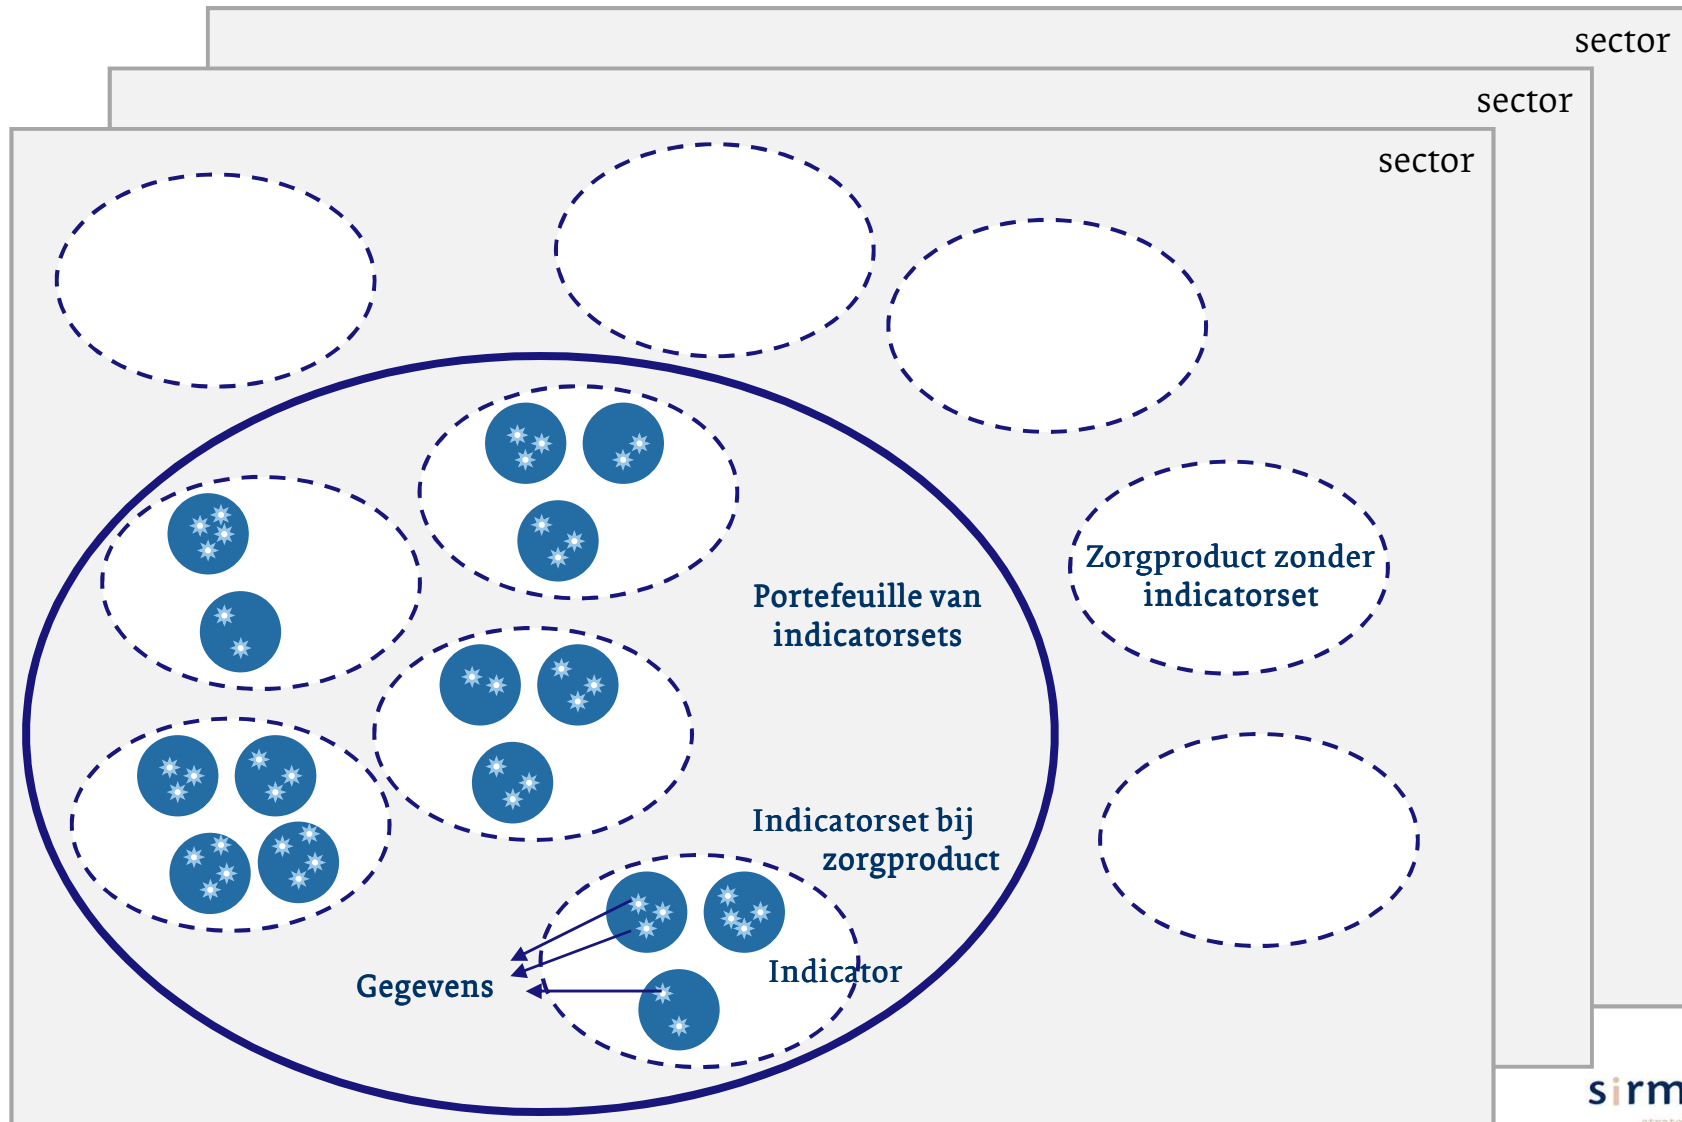 sector
sector
sector
Zorgproduct zonder
indicatorset
Portefeuille van
indicatorsets
Indicatorset bij
zorgproduct
Indicator
Gegevens
sirm